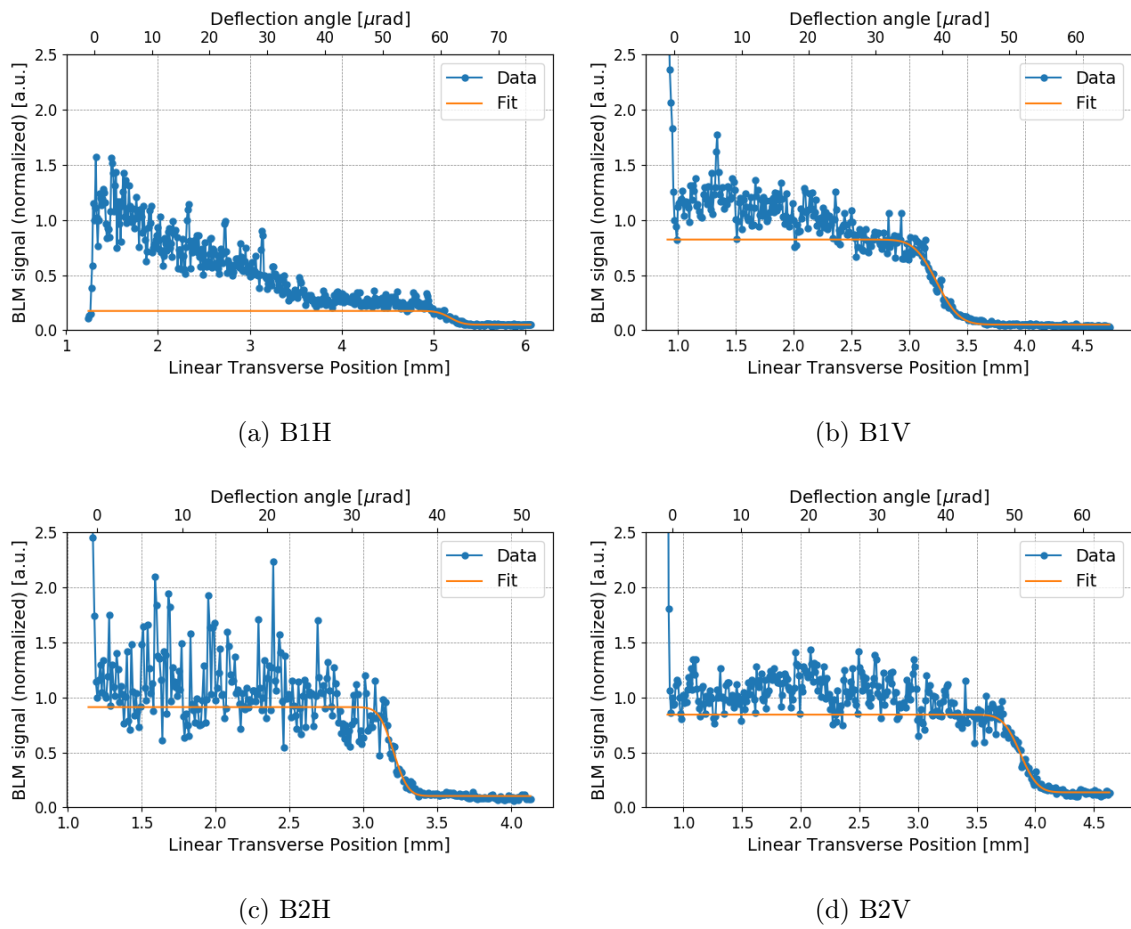 Deflection angle [μrad]
0 10 20 30 40 50 60 70
2.5
2.0
1.5
1.0
0.5
0.0
BLM signal (normalized) [a.u.]
Data
Fit
1 2 3 4 5 6
Linear Transverse Position [mm]
(a) B1H
Deflection angle [μrad]
0 10 20 30 40 50 60
2.5
2.0
1.5
1.0
0.5
0.0
BLM signal (normalized) [a.u.]
Data
Fit
1.0 1.5 2.0 2.5 3.0 3.5 4.0 4.5
Linear Transverse Position [mm]
(b) B1V
Deflection angle [μrad]
0 10 20 30 40 50
2.5
2.0
1.5
1.0
0.5
0.0
BLM signal (normalized) [a.u.]
Data
Fit
1.0 1.5 2.0 2.5 3.0 3.5 4.0
Linear Transverse Position [mm]
(c) B2H
Deflection angle [μrad]
0 10 20 30 40 50 60
2.5
2.0
1.5
1.0
0.5
0.0
BLM signal (normalized) [a.u.]
Data
Fit
1.0 1.5 2.0 2.5 3.0 3.5 4.0 4.5
Linear Transverse Position [mm]
(d) B2V